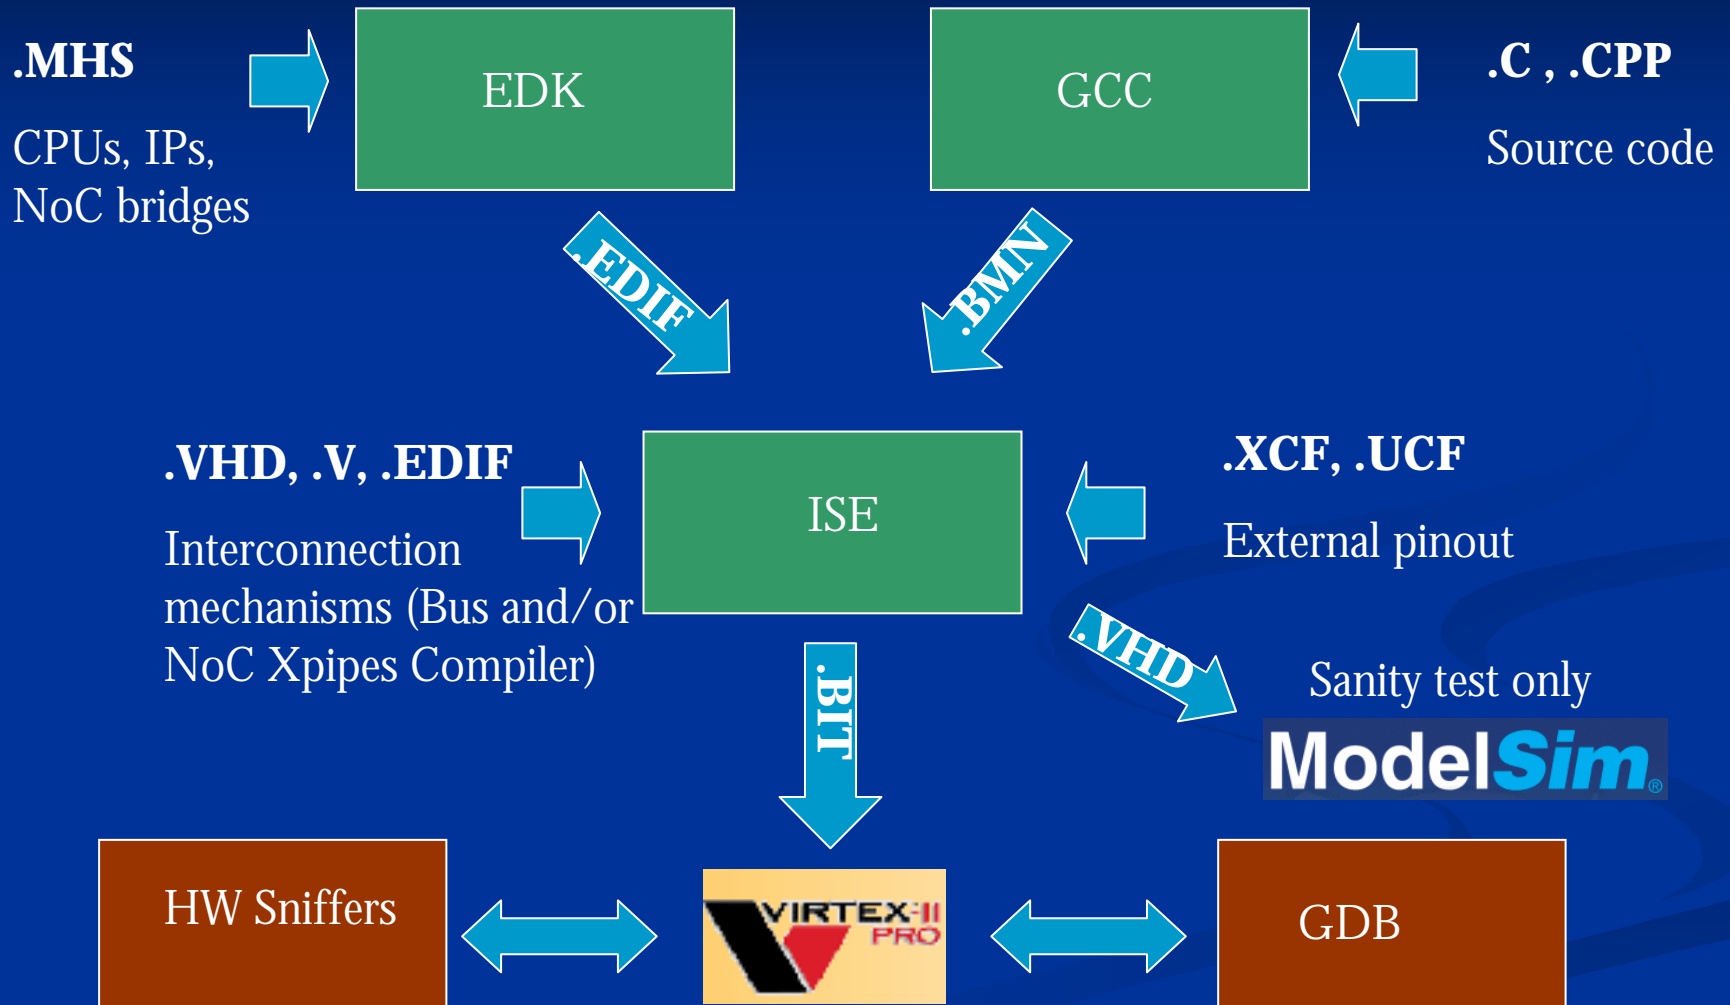 .MHS
CPUs, IPs,
NoC bridges
EDK
GCC
.C , .CPP
Source code
.EDIF
.BMN
.VHD, .V, .EDIF
Interconnection
mechanisms (Bus and/or
NoC Xpipes Compiler)
ISE
.XCF, .UCF
External pinout
.BIT
.VHD
Sanity test only
ModelSim®
HW Sniffers
VIRTEX-II
PRO
GDB